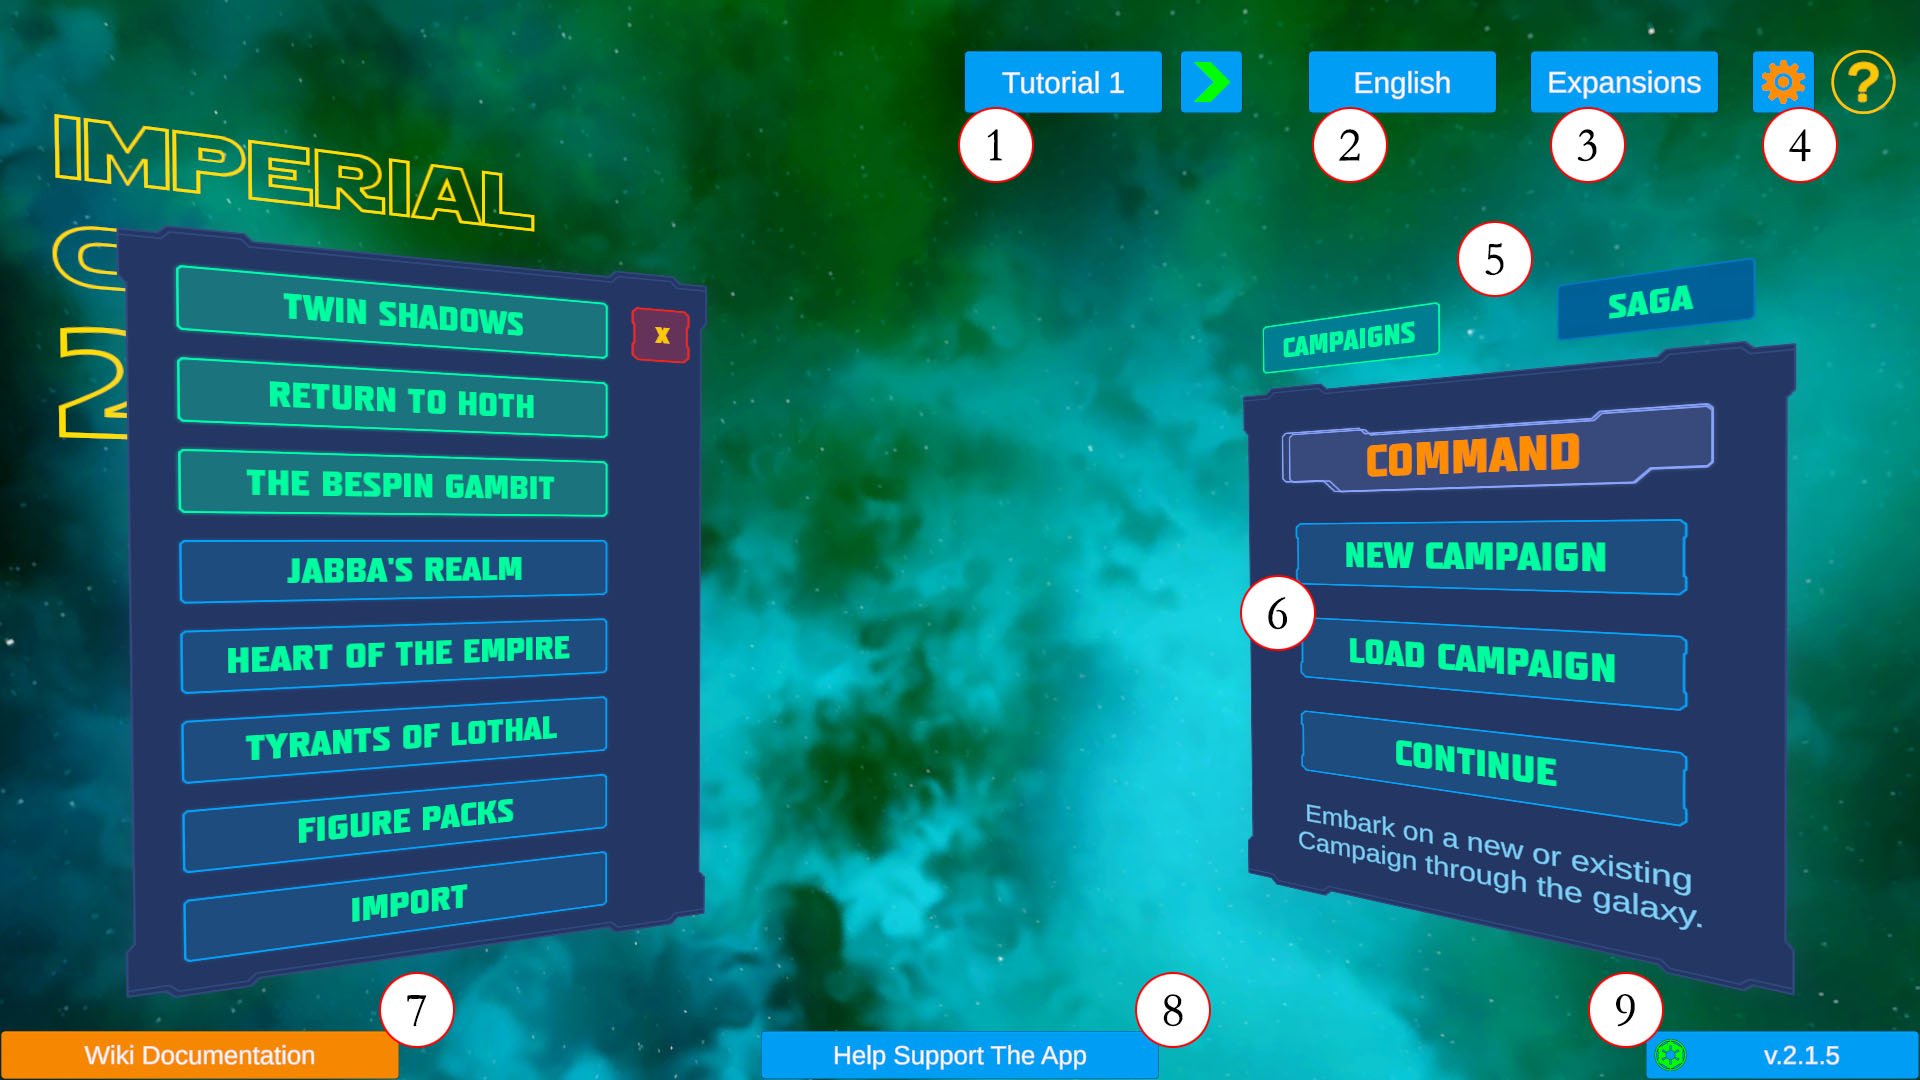 Tutorial 1
English
Expansions
?
1
2
3
4
IMPERIAL
C
2
5
CAMPAIGNS
SAGA
TWIN SHADOWS
X
RETURN TO HOTH
THE BESPIN GAMBIT
JABBA'S REALM
HEART OF THE EMPIRE
TYRANTS OF LOTHAL
FIGURE PACKS
IMPORT
COMMAND
NEW CAMPAIGN
6
LOAD CAMPAIGN
CONTINUE
Embark on a new or existing
Campaign through the galaxy.
7
8
9
Wiki Documentation
Help Support The App
v.2.1.5